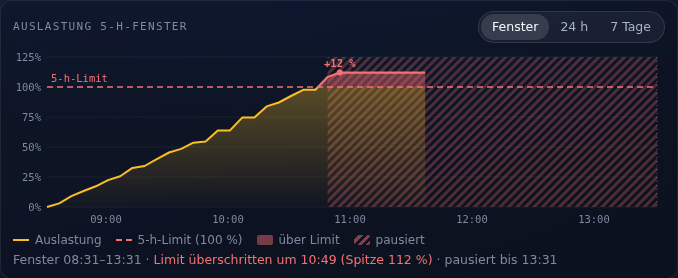 AUSLASTUNG 5-H-FENSTER
Fenster 24 h 7 Tage
125%
+12 %
5-h-Limit
100%
75%
50%
25%
0%
09:00 10:00 11:00 12:00 13:00
Auslastung 5-h-Limit (100 %) über Limit pausiert
Fenster 08:31–13:31 · Limit überschritten um 10:49 (Spitze 112 %) · pausiert bis 13:31